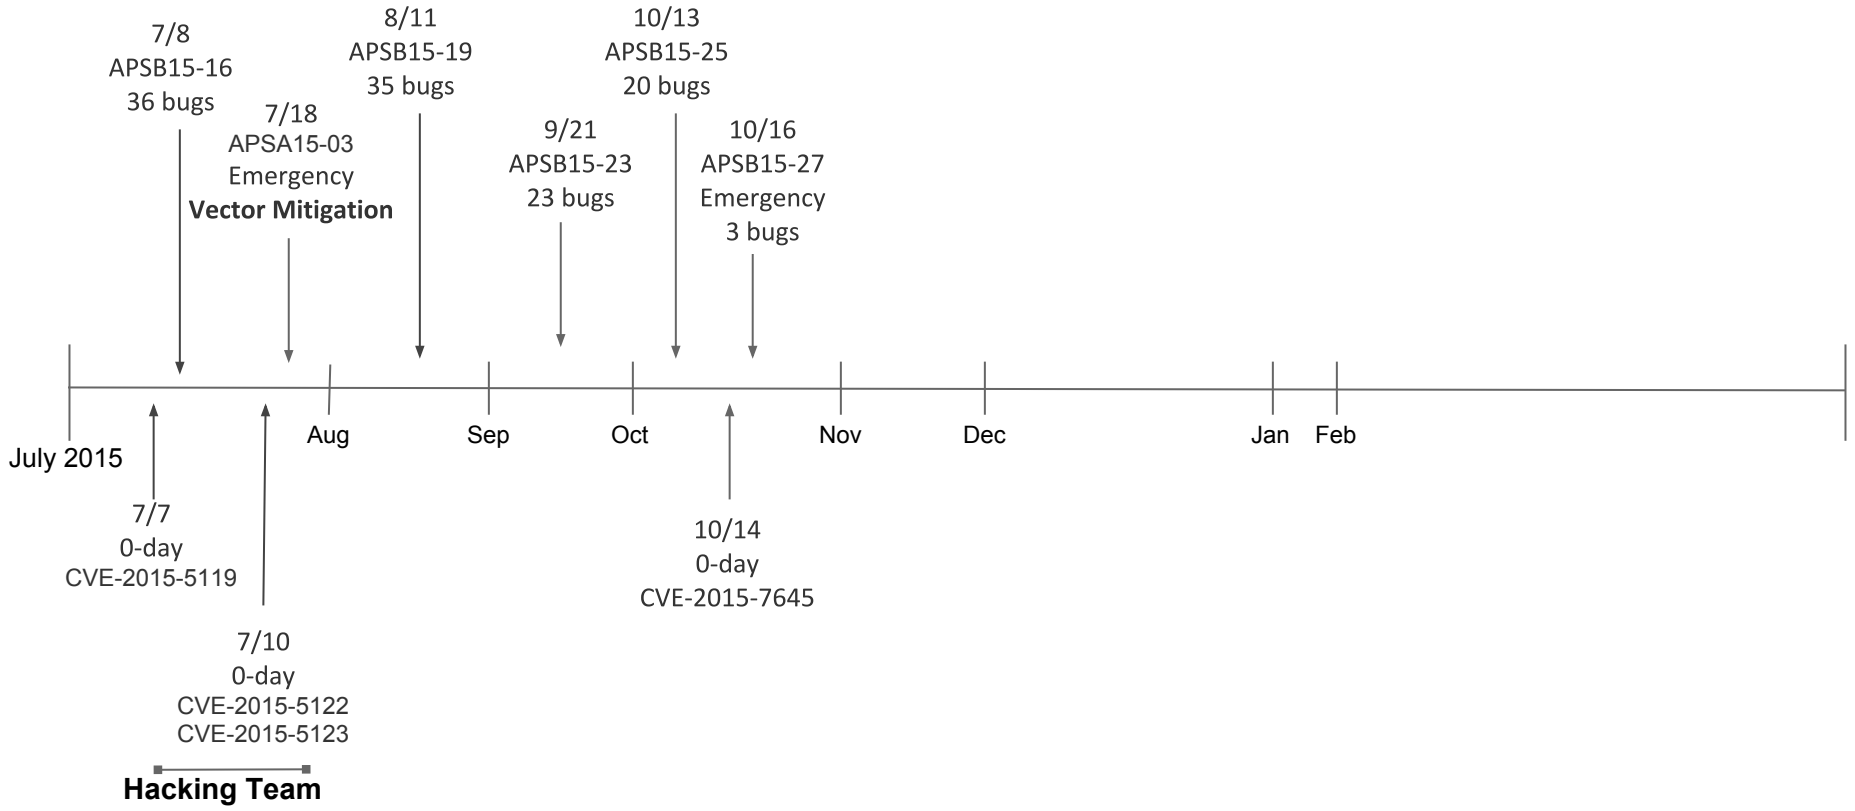 7/8
APSB15-16
36 bugs
7/18
APSA15-03
Emergency
Vector Mitigation
8/11
APSB15-19
35 bugs
9/21
APSB15-23
23 bugs
10/13
APSB15-25
20 bugs
10/16
APSB15-27
Emergency
3 bugs
July 2015
Aug
Sep
Oct
Nov
Dec
Jan
Feb
7/7
0-day
CVE-2015-5119
7/10
0-day
CVE-2015-5122
CVE-2015-5123
Hacking Team
10/14
0-day
CVE-2015-7645